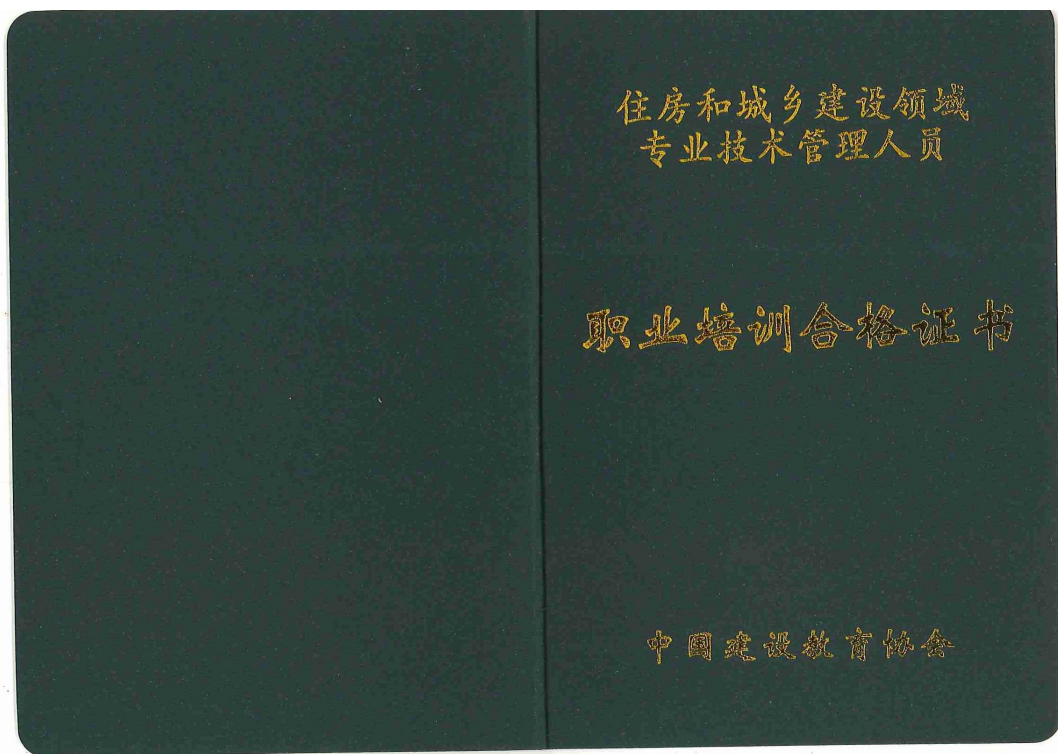 住房和城乡建设领域
专业技术管理人员
职业培训合格证书
中国建设教育协会